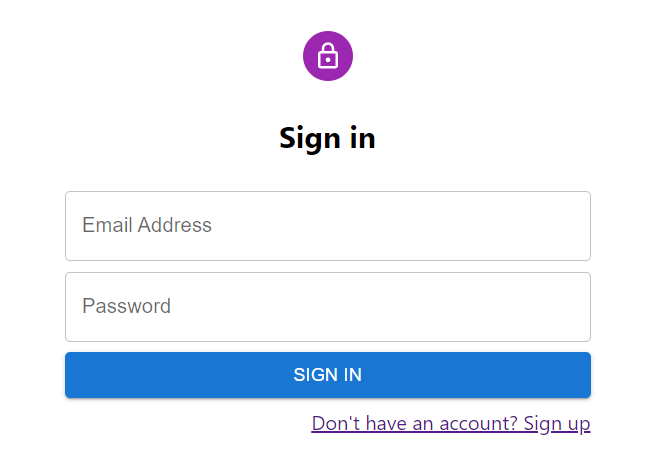 Sign in
Email Address
Password
SIGN IN
Don't have an account? Sign up